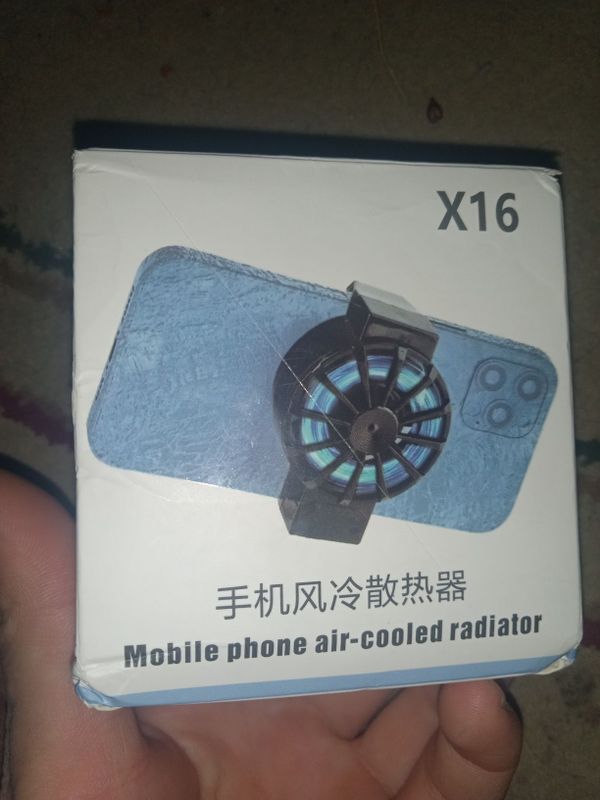 X16
手机风冷散热器
Mobile phone air-cooled radiator